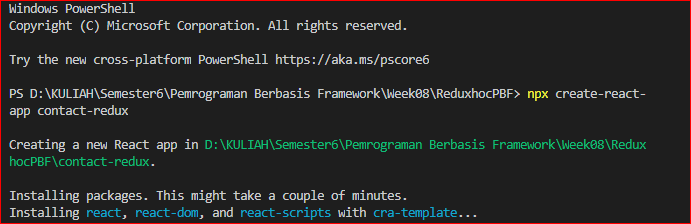 Windows PowerShell
Copyright (C) Microsoft Corporation. All rights reserved.
Try the new cross-platform PowerShell https://aka.ms/pscore6
PS D:\KULIAH\Semester6\Pemrograman Berbasis Framework\Week08\ReduxhocPBF> npx create-react-
app contact-redux
Creating a new React app in D:\KULIAH\Semester6\Pemrograman Berbasis Framework\Week08\Redux
hocPBF\contact-redux.
Installing packages. This might take a couple of minutes.
Installing react, react-dom, and react-scripts with cra-template...